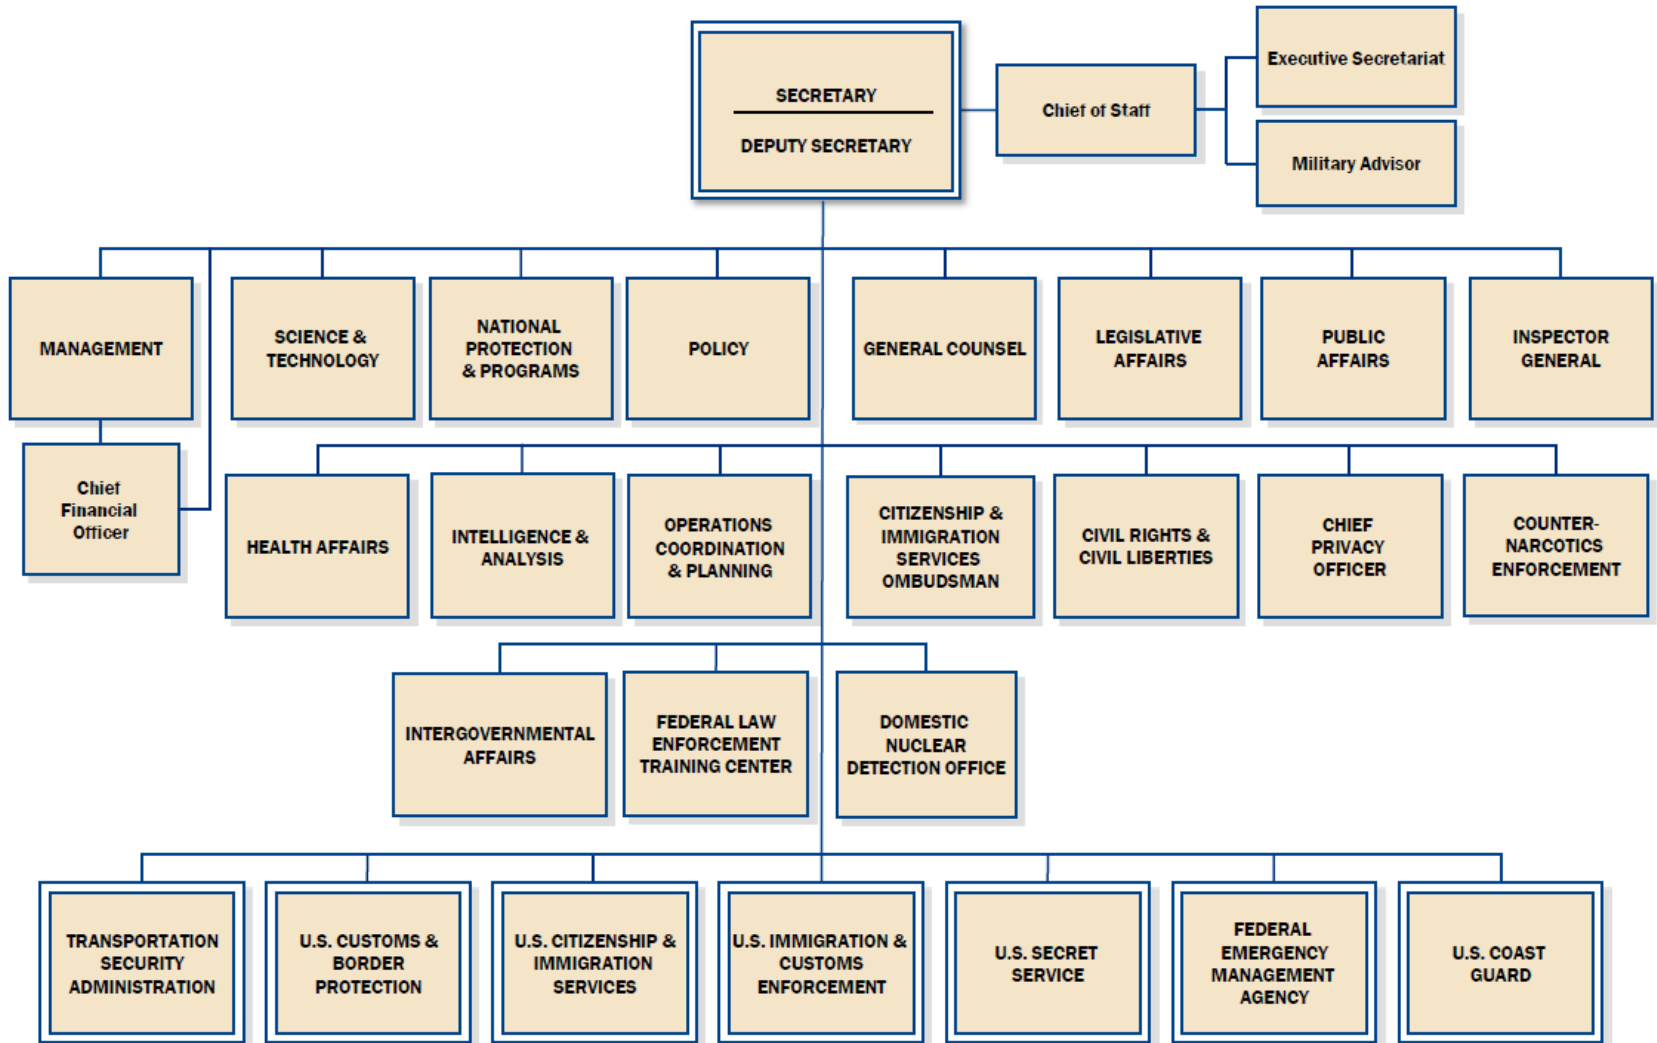 SECRETARY
DEPUTY SECRETARY
Chief of Staff
Executive Secretariat
Military Advisor
MANAGEMENT
SCIENCE &
TECHNOLOGY
NATIONAL
PROTECTION
& PROGRAMS
POLICY
GENERAL COUNSEL
LEGISLATIVE
AFFAIRS
PUBLIC
AFFAIRS
INSPECTOR
GENERAL
Chief
Financial
Officer
HEALTH AFFAIRS
INTELLIGENCE &
ANALYSIS
OPERATIONS
COORDINATION
& PLANNING
CITIZENSHIP &
IMMIGRATION
SERVICES
OMBUDSMAN
CIVIL RIGHTS &
CIVIL LIBERTIES
CHIEF
PRIVACY
OFFICER
COUNTER-
NARCOTICS
ENFORCEMENT
INTERGOVERNMENTAL
AFFAIRS
FEDERAL LAW
ENFORCEMENT
TRAINING CENTER
DOMESTIC
NUCLEAR
DETECTION OFFICE
TRANSPORTATION
SECURITY
ADMINISTRATION
U.S. CUSTOMS &
BORDER
PROTECTION
U.S. CITIZENSHIP &
IMMIGRATION
SERVICES
U.S. IMMIGRATION &
CUSTOMS
ENFORCEMENT
U.S. SECRET
SERVICE
FEDERAL
EMERGENCY
MANAGEMENT
AGENCY
U.S. COAST
GUARD